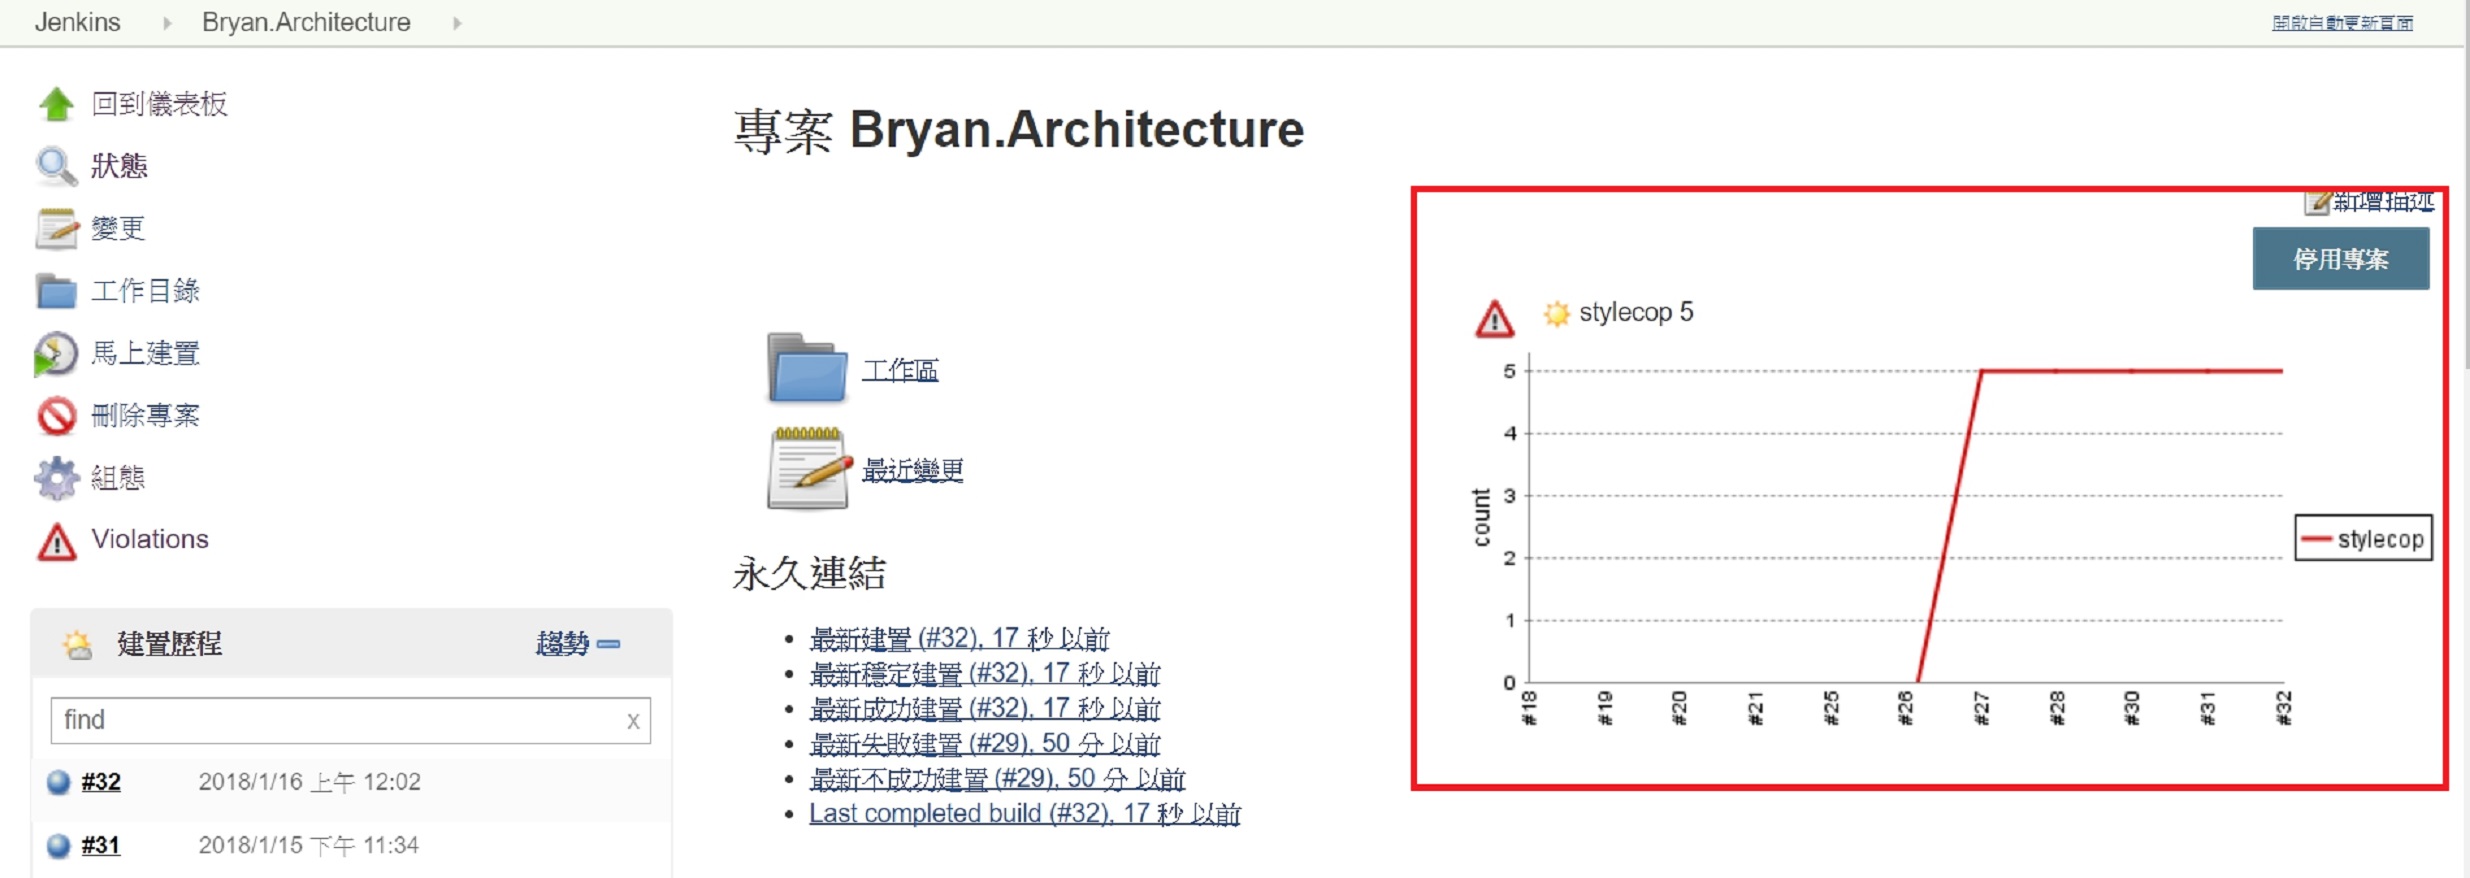 Jenkins Bryan.Architecture
開啟自動更新頁面
回到儀表板
狀態
變更
工作目錄
馬上建置
刪除專案
組態
Violations
建置歷程 趨勢
find x
#32 2018/1/16 上午 12:02
#31 2018/1/15 下午 11:34
專案 Bryan.Architecture
工作區
最近變更
永久連結
最新建置 (#32), 17 秒以前
最新穩定建置 (#32), 17 秒以前
最新成功建置 (#32), 17 秒以前
最新失敗建置 (#29), 50 分以前
最新不成功建置 (#29), 50 分以前
Last completed build (#32), 17 秒以前
新增描述
停用專案
stylecop 5
count
5
4
3
2
1
0
#18 #19 #20 #21 #25 #26 #27 #28 #30 #31 #32
stylecop